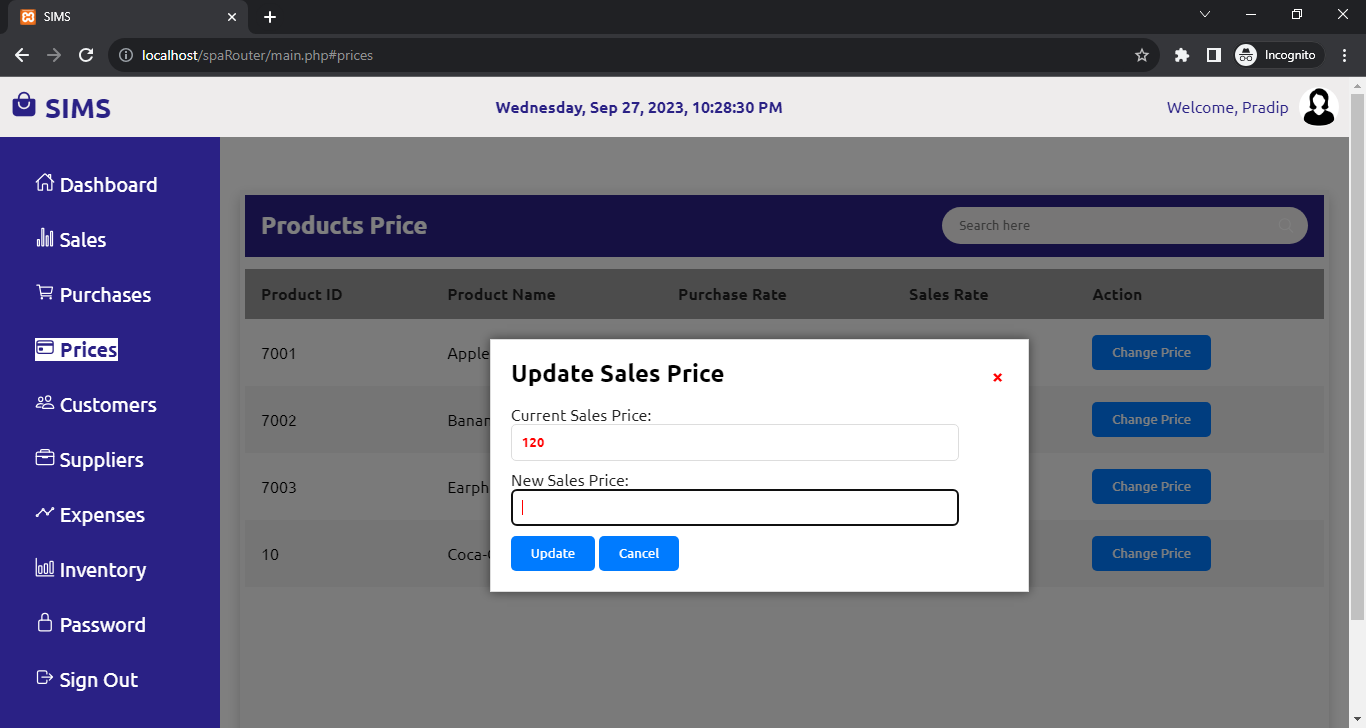 SIMS
localhost/spaRouter/main.php#prices
Incognito
SIMS
Wednesday, Sep 27, 2023, 10:28:30 PM
Welcome, Pradip
Dashboard
Sales
Purchases
Prices
Customers
Suppliers
Expenses
Inventory
Password
Sign Out
Products Price
Search here
Product ID Product Name Purchase Rate Sales Rate Action
7001 Apple Change Price
7002 Banan Change Price
7003 Earph Change Price
10 Coca- Change Price
Update Sales Price
×
Current Sales Price:
120
New Sales Price:
Update Cancel